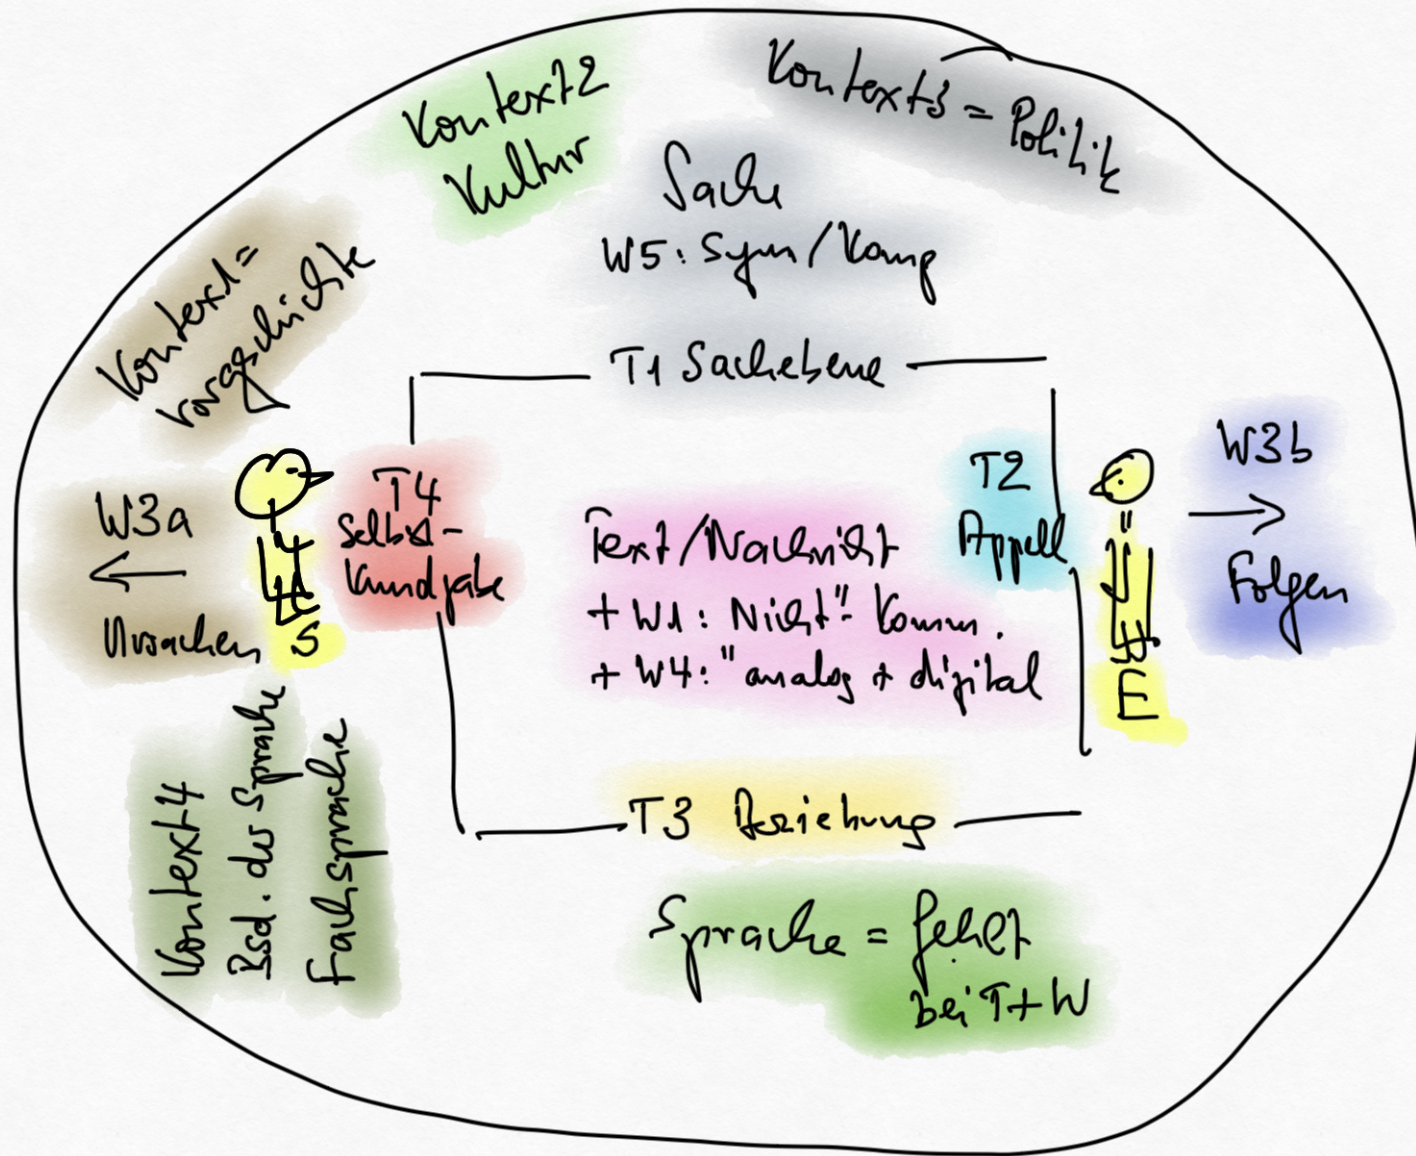 Kontext2
Kultur
Kontext3 = Politik
Sache
W5: Sym/Komp
Kontext1=
Vorgeschichte
T1 Sachebene
W3a
Ursachen
S
T4
Selbst-
Kundgabe
Text/Nachricht
+ W1: Nicht"- Komm.
+ W4: "analog + digital
T2
Appell
E
W3b
Folgen
T3 Beziehung
Kontext4
Bsd. der Sprache
Fachsprache
Sprache = fehlt
bei T+W